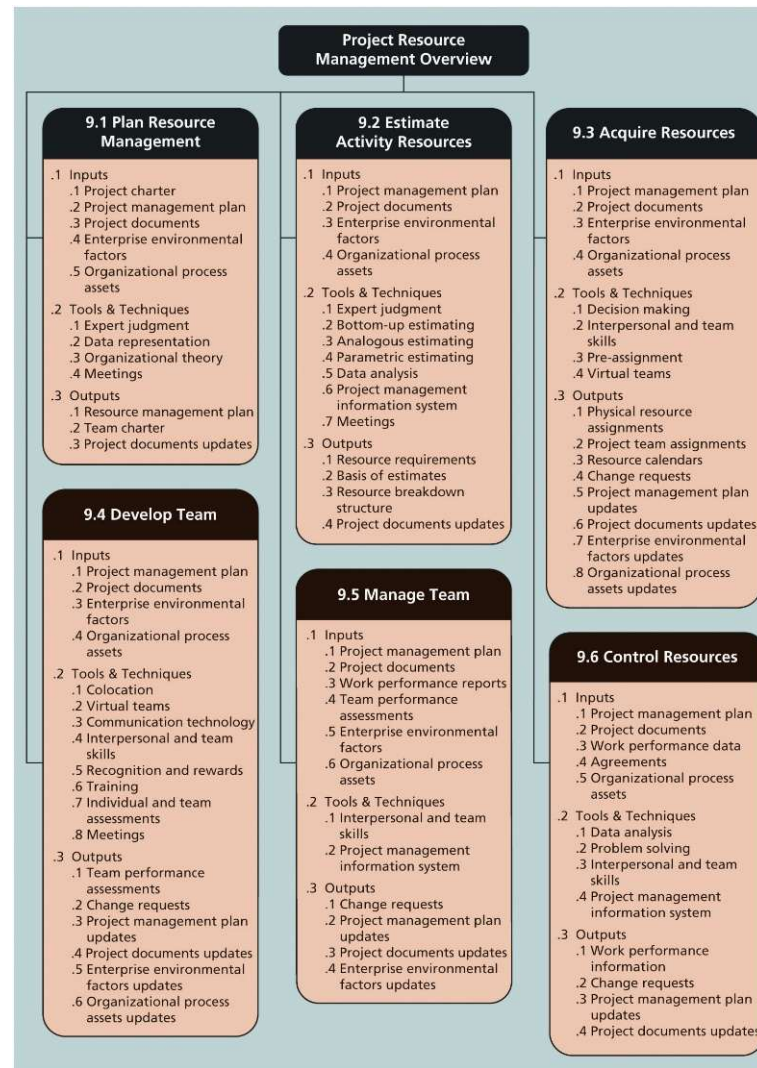 Project Resource
Management Overview
9.1 Plan Resource
Management
.1 Inputs
.1 Project charter
.2 Project management plan
.3 Project documents
.4 Enterprise environmental
factors
.5 Organizational process
assets
.2 Tools & Techniques
.1 Expert judgment
.2 Data representation
.3 Organizational theory
.4 Meetings
.3 Outputs
.1 Resource management plan
.2 Team charter
.3 Project documents updates
9.2 Estimate
Activity Resources
.1 Inputs
.1 Project management plan
.2 Project documents
.3 Enterprise environmental
factors
.4 Organizational process
assets
.2 Tools & Techniques
.1 Expert judgment
.2 Bottom-up estimating
.3 Analogous estimating
.4 Parametric estimating
.5 Data analysis
.6 Project management
information system
.7 Meetings
.3 Outputs
.1 Resource requirements
.2 Basis of estimates
.3 Resource breakdown
structure
.4 Project documents updates
9.3 Acquire Resources
.1 Inputs
.1 Project management plan
.2 Project documents
.3 Enterprise environmental
factors
.4 Organizational process
assets
.2 Tools & Techniques
.1 Decision making
.2 Interpersonal and team
skills
.3 Pre-assignment
.4 Virtual teams
.3 Outputs
.1 Physical resource
assignments
.2 Project team assignments
.3 Resource calendars
.4 Change requests
.5 Project management plan
updates
.6 Project documents updates
.7 Enterprise environmental
factors updates
.8 Organizational process
assets updates
9.4 Develop Team
.1 Inputs
.1 Project management plan
.2 Project documents
.3 Enterprise environmental
factors
.4 Organizational process
assets
.2 Tools & Techniques
.1 Colocation
.2 Virtual teams
.3 Communication technology
.4 Interpersonal and team
skills
.5 Recognition and rewards
.6 Training
.7 Individual and team
assessments
.8 Meetings
.3 Outputs
.1 Team performance
assessments
.2 Change requests
.3 Project management plan
updates
.4 Project documents updates
.5 Enterprise environmental
factors updates
.6 Organizational process
assets updates
9.5 Manage Team
.1 Inputs
.1 Project management plan
.2 Project documents
.3 Work performance reports
.4 Team performance
assessments
.5 Enterprise environmental
factors
.6 Organizational process
assets
.2 Tools & Techniques
.1 Interpersonal and team
skills
.2 Project management
information system
.3 Outputs
.1 Change requests
.2 Project management plan
updates
.3 Project documents updates
.4 Enterprise environmental
factors updates
9.6 Control Resources
.1 Inputs
.1 Project management plan
.2 Project documents
.3 Work performance data
.4 Agreements
.5 Organizational process
assets
.2 Tools & Techniques
.1 Data analysis
.2 Problem solving
.3 Interpersonal and team
skills
.4 Project management
information system
.3 Outputs
.1 Work performance
information
.2 Change requests
.3 Project management plan
updates
.4 Project documents updates